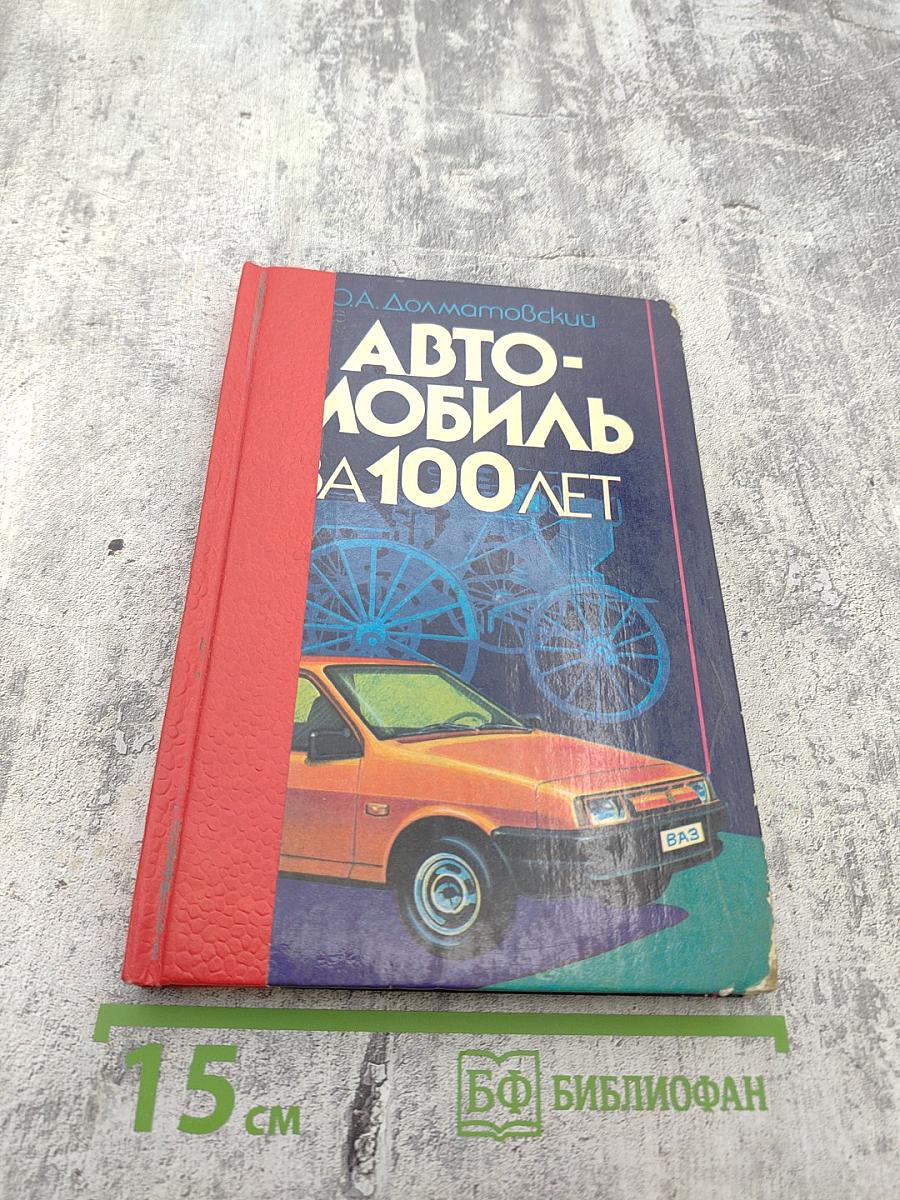 Ю.А. Долматовский
АВТО-
МОБИЛЬ
ЗА 100 ЛЕТ
ВАЗ
15 см
БФ БИБЛИОФАН